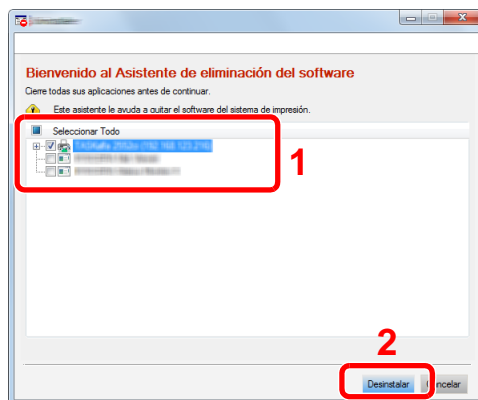 Bienvenido al Asistente de eliminación del software
Cierre todas sus aplicaciones antes de continuar.
Este asistente le ayuda a quitar el software del sistema de impresión.
Seleccionar Todo
1
2
Desinstalar
ncelar